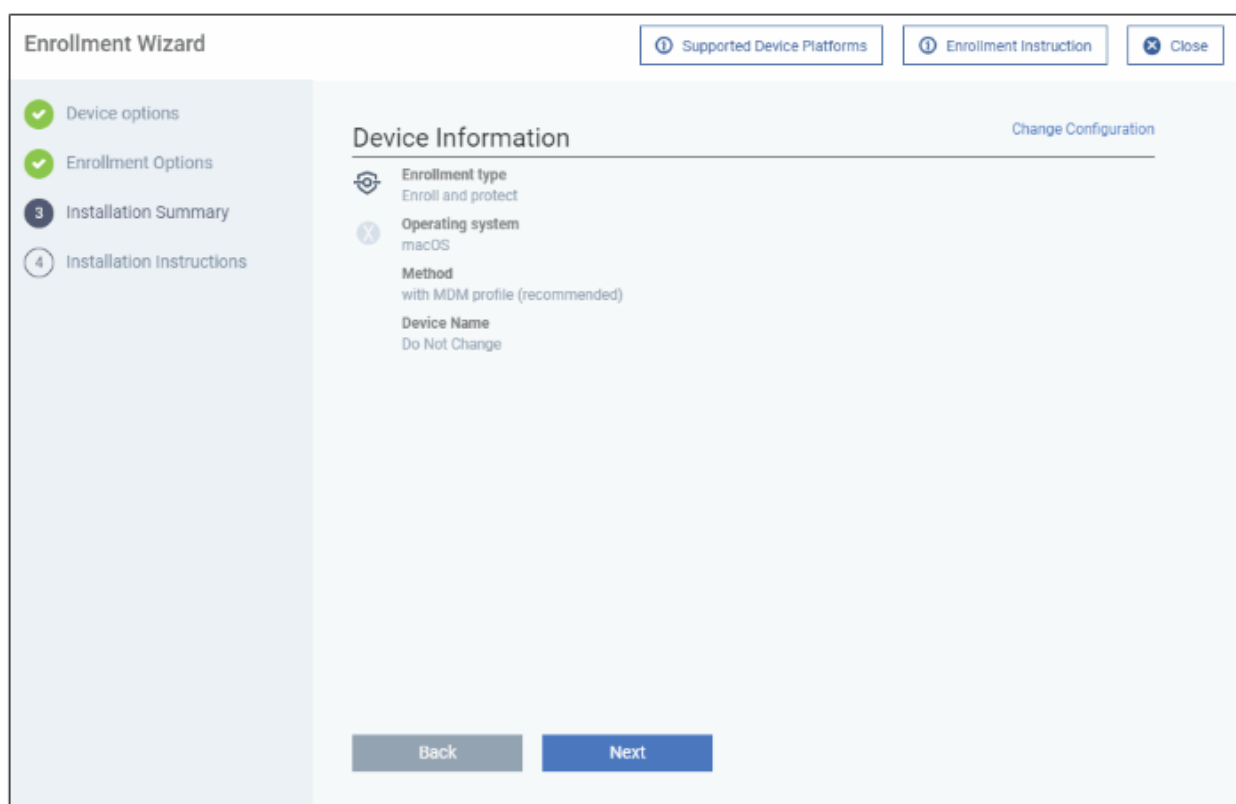 Enrollment Wizard
Supported Device Platforms
Enrollment Instruction
Close
Device options
Enrollment Options
3 Installation Summary
4 Installation Instructions
Device Information
Change Configuration
Enrollment type
Enroll and protect
Operating system
macOS
Method
with MDM profile (recommended)
Device Name
Do Not Change
Back
Next